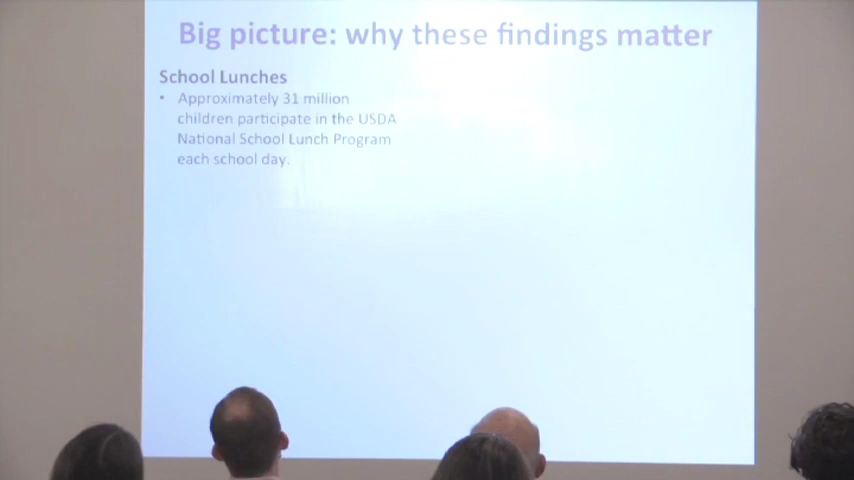 Big picture: why these findings matter
School Lunches
• Approximately 31 million
children participate in the USDA
National School Lunch Program
each school day.